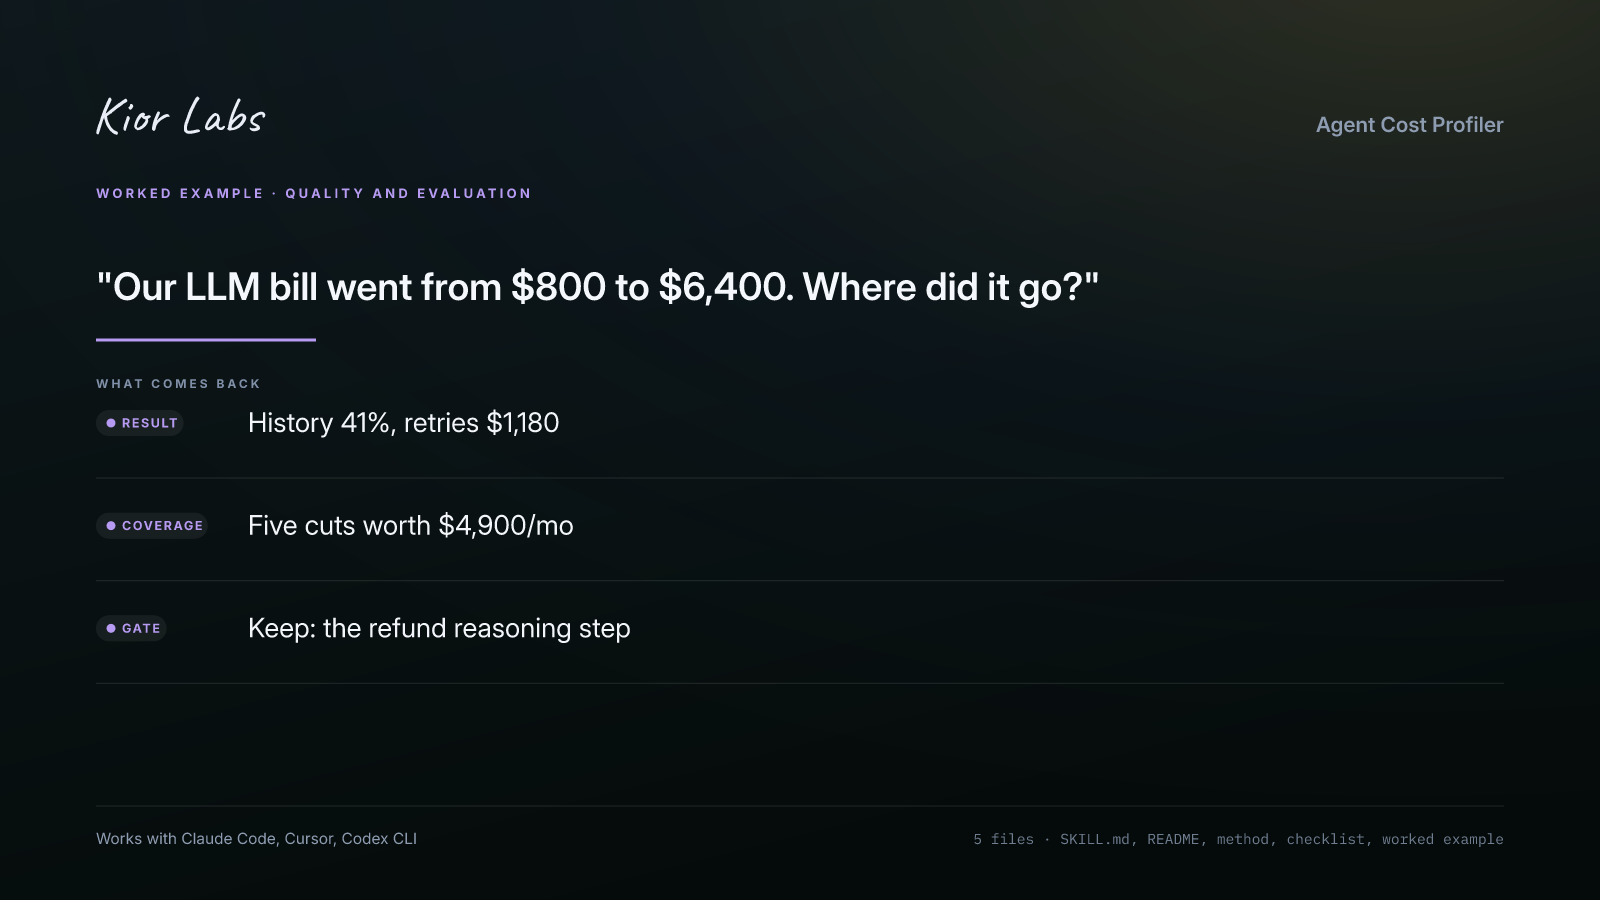 Kior Labs
Agent Cost Profiler
WORKED EXAMPLE · QUALITY AND EVALUATION
"Our LLM bill went from $800 to $6,400. Where did it go?"
WHAT COMES BACK
RESULT
History 41%, retries $1,180
COVERAGE
Five cuts worth $4,900/mo
GATE
Keep: the refund reasoning step
Works with Claude Code, Cursor, Codex CLI
5 files · SKILL.md, README, method, checklist, worked example